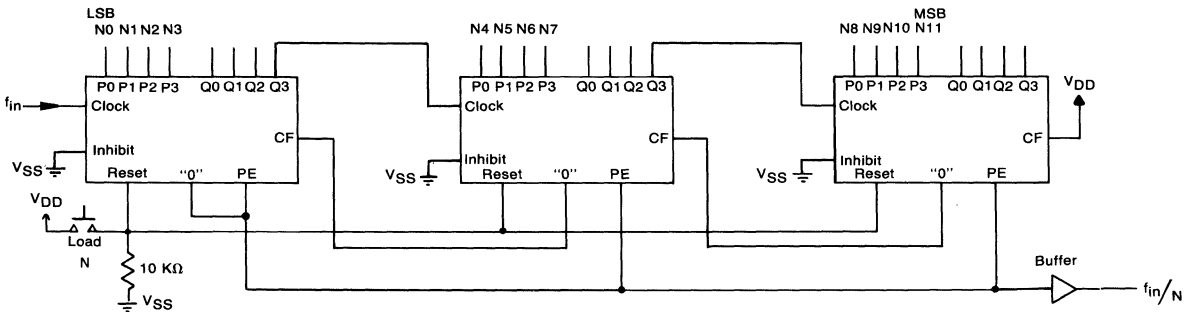 LSB
N0 N1 N2 N3
P0 P1 P2 P3 Q0 Q1 Q2 Q3
fin
Clock
CF
Inhibit
VSS
Reset "0" PE
VDD
Load
N
10 KΩ
VSS
N4 N5 N6 N7
P0 P1 P2 P3 Q0 Q1 Q2 Q3
Clock
CF
Inhibit
VSS
Reset "0" PE
MSB
N8 N9 N10 N11
P0 P1 P2 P3 Q0 Q1 Q2 Q3
Clock
VDD
CF
Inhibit
VSS
Reset "0" PE
Buffer
fin/N